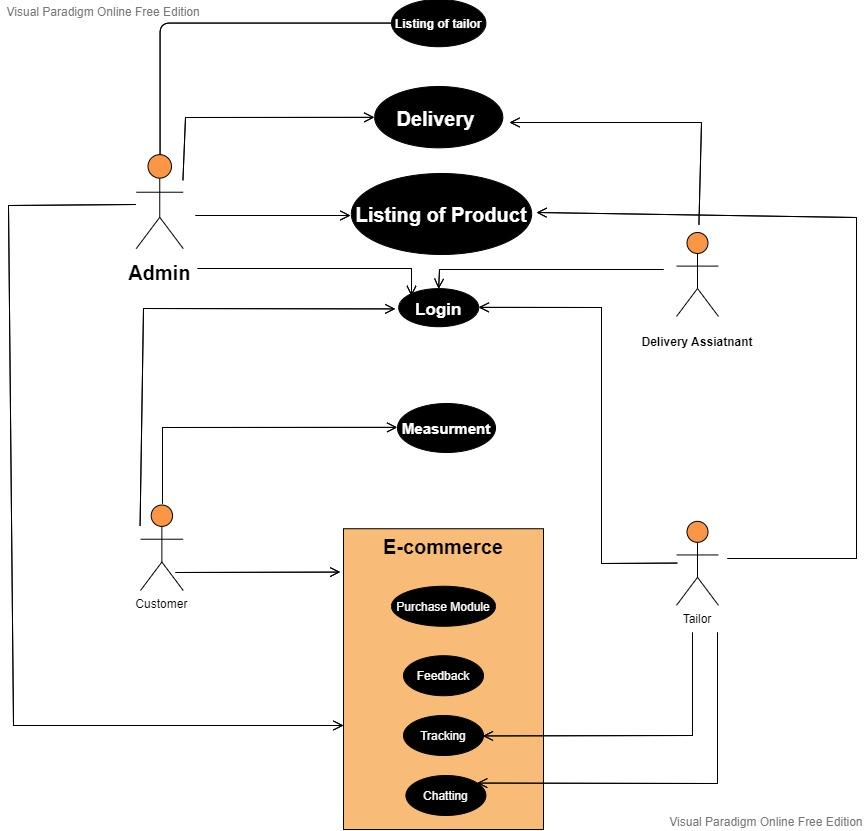 Visual Paradigm Online Free Edition
Listing of tailor
Delivery
Listing of Product
Admin
Login
Delivery Assiatnant
Measurment
E-commerce
Customer
Purchase Module
Tailor
Feedback
Tracking
Chatting
Visual Paradigm Online Free Edition